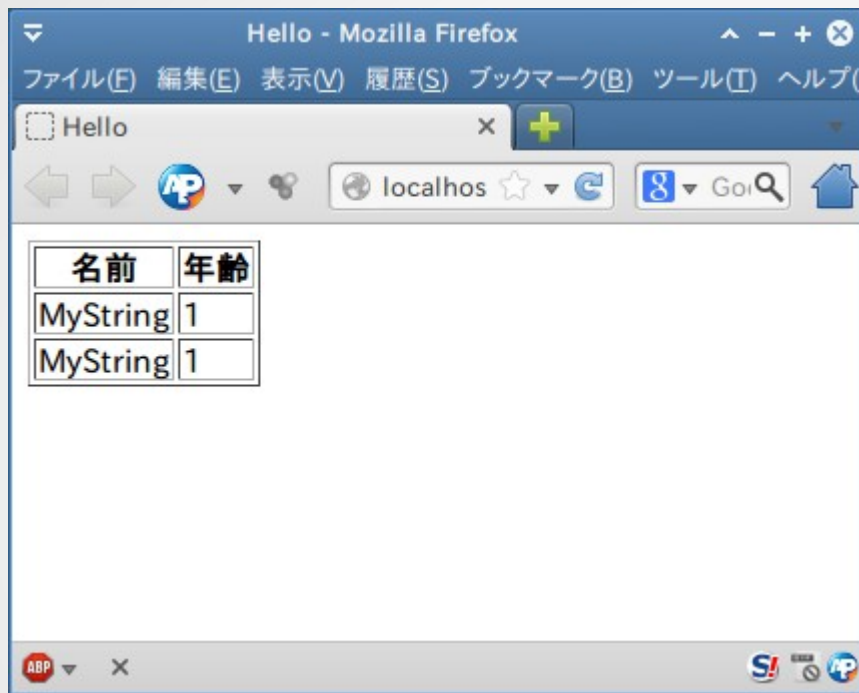 Hello - Mozilla Firefox
ファイル(F) 編集(E) 表示(V) 履歴(S) ブックマーク(B) ツール(T) ヘルプ(
Hello
localhos Goo
名前 年齢
MyString 1
MyString 1
ABP